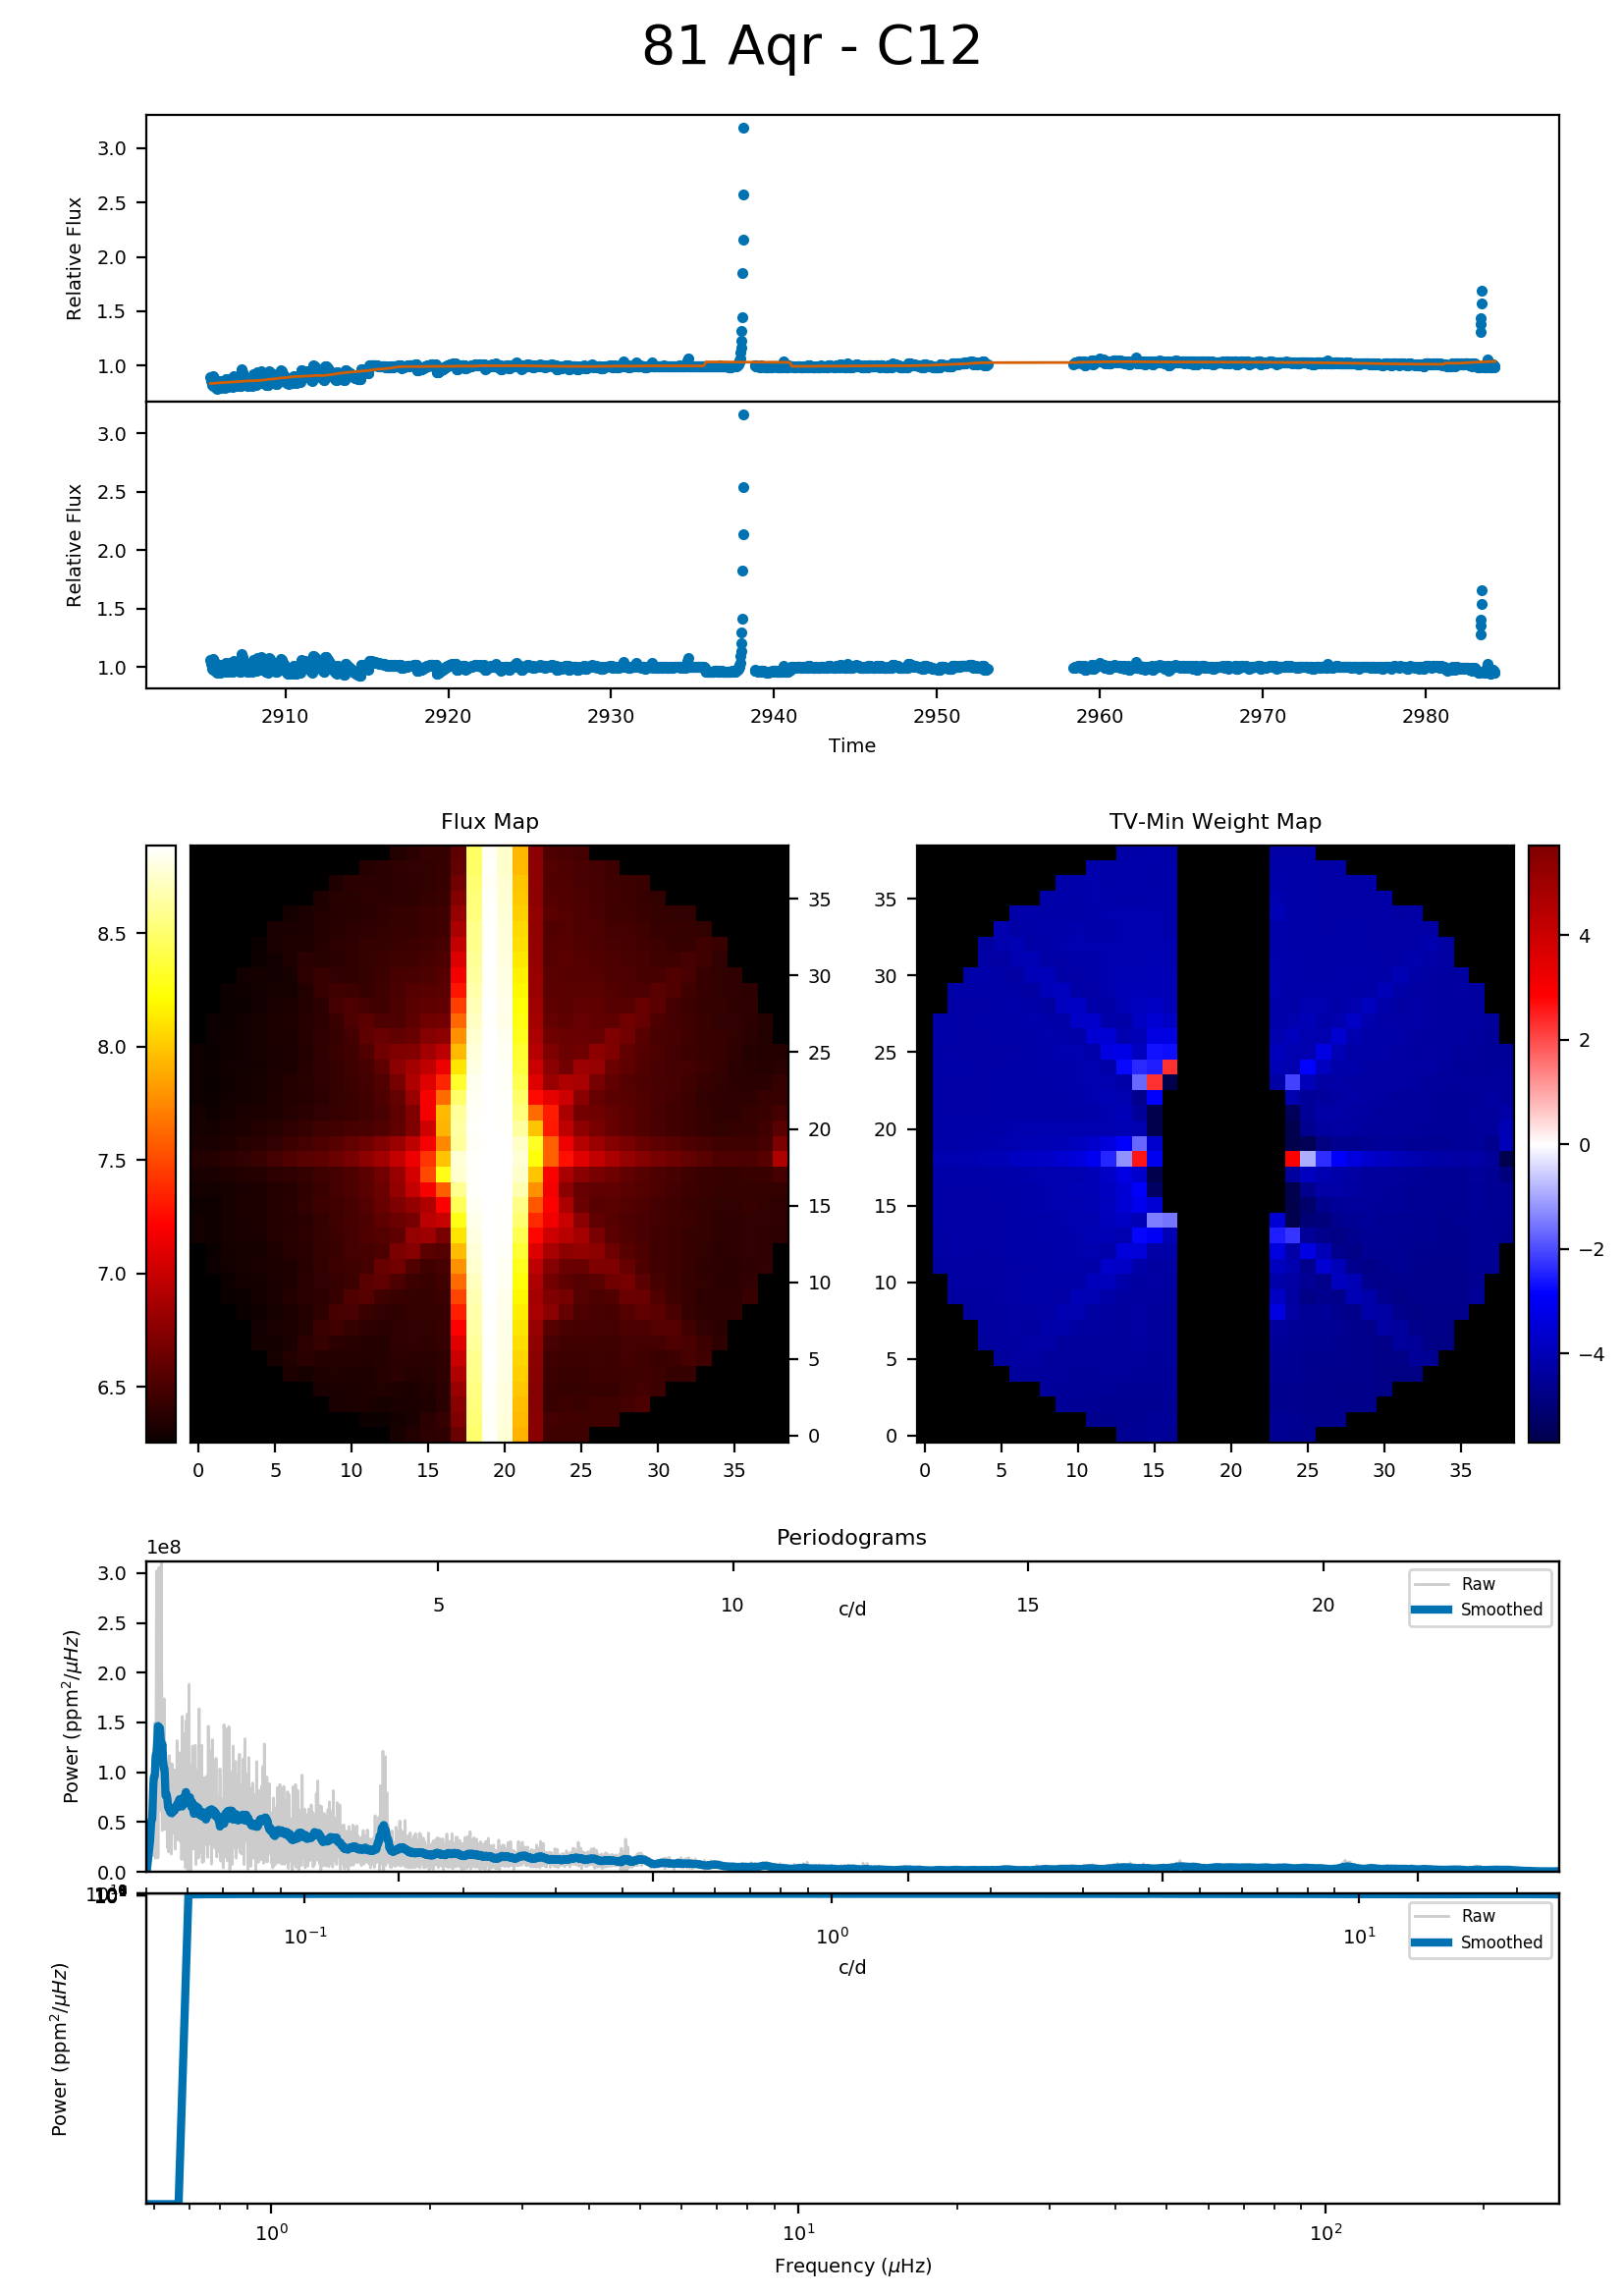 81 Aqr - C12
3.0
2.5
2.0
1.5
1.0
Relative Flux
3.0
2.5
2.0
1.5
1.0
Relative Flux
2910 2920 2930 2940 2950 2960 2970 2980
Time
Flux Map
TV-Min Weight Map
8.5
8.0
7.5
7.0
6.5
35
30
25
20
15
10
5
0
0 5 10 15 20 25 30 35
35
30
25
20
15
10
5
0
0 5 10 15 20 25 30 35
4
2
0
−2
−4
Periodograms
1e8
3.0
2.5
2.0
1.5
1.0
0.5
0.0
Power (ppm²/μHz)
5 10 15 20
c/d
Raw
Smoothed
Power (ppm²/μHz)
10⁻¹ 10⁰ 10¹
c/d
Raw
Smoothed
10⁰ 10¹ 10²
Frequency (μHz)